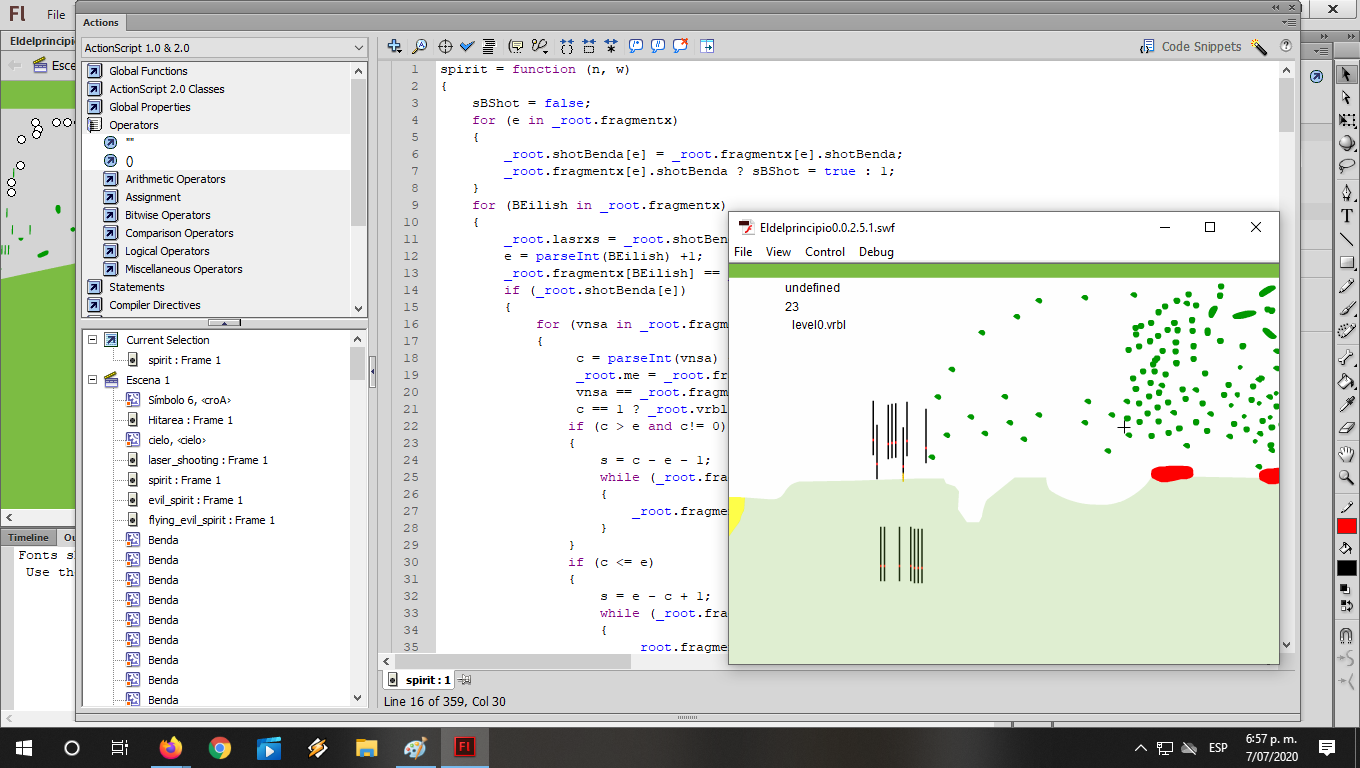 Fl File
Actions
Eldelprincipio
Esce
ActionScript 1.0 & 2.0
Global Functions
ActionScript 2.0 Classes
Global Properties
Operators
""
()
Arithmetic Operators
Assignment
Bitwise Operators
Comparison Operators
Logical Operators
Miscellaneous Operators
Statements
Compiler Directives
Current Selection
spirit : Frame 1
Escena 1
Símbolo 6, <croA>
Hitarea : Frame 1
cielo, <cielo>
laser_shooting : Frame 1
spirit : Frame 1
evil_spirit : Frame 1
flying_evil_spirit : Frame 1
Benda
Benda
Benda
Benda
Benda
Benda
Benda
Benda
Benda
Timeline Ou
Fonts s
Use th
Code Snippets
1 spirit = function (n, w)
2 {
3 sBShot = false;
4 for (e in _root.fragmentx)
5 {
6 _root.shotBenda[e] = _root.fragmentx[e].shotBenda;
7 _root.fragmentx[e].shotBenda ? sBShot = true : 1;
8 }
9 for (BEilish in _root.fragmentx)
10 {
11 _root.lasrxs = _root.shotBen
12 e = parseInt(BEilish) +1;
13 _root.fragmentx[BEilish] ==
14 if (_root.shotBenda[e])
15 {
16 for (vnsa in _root.fragm
17 {
18 c = parseInt(vnsa)
19 _root.me = _root.fr
20 vnsa == _root.fragm
21 c == 1 ? _root.vrbl
22 if (c > e and c!= 0)
23 {
24 s = c - e - 1;
25 while (_root.fra
26 {
27 _root.fragme
28 }
29 }
30 if (c <= e)
31 {
32 s = e - c + 1;
33 while (_root.fra
34 {
35 root.fragme
spirit : 1
Line 16 of 359, Col 30
Eldelprincipio0.0.2.5.1.swf
File View Control Debug
undefined
23
level0.vrbl
Fl
ESP
6:57 p. m.
7/07/2020